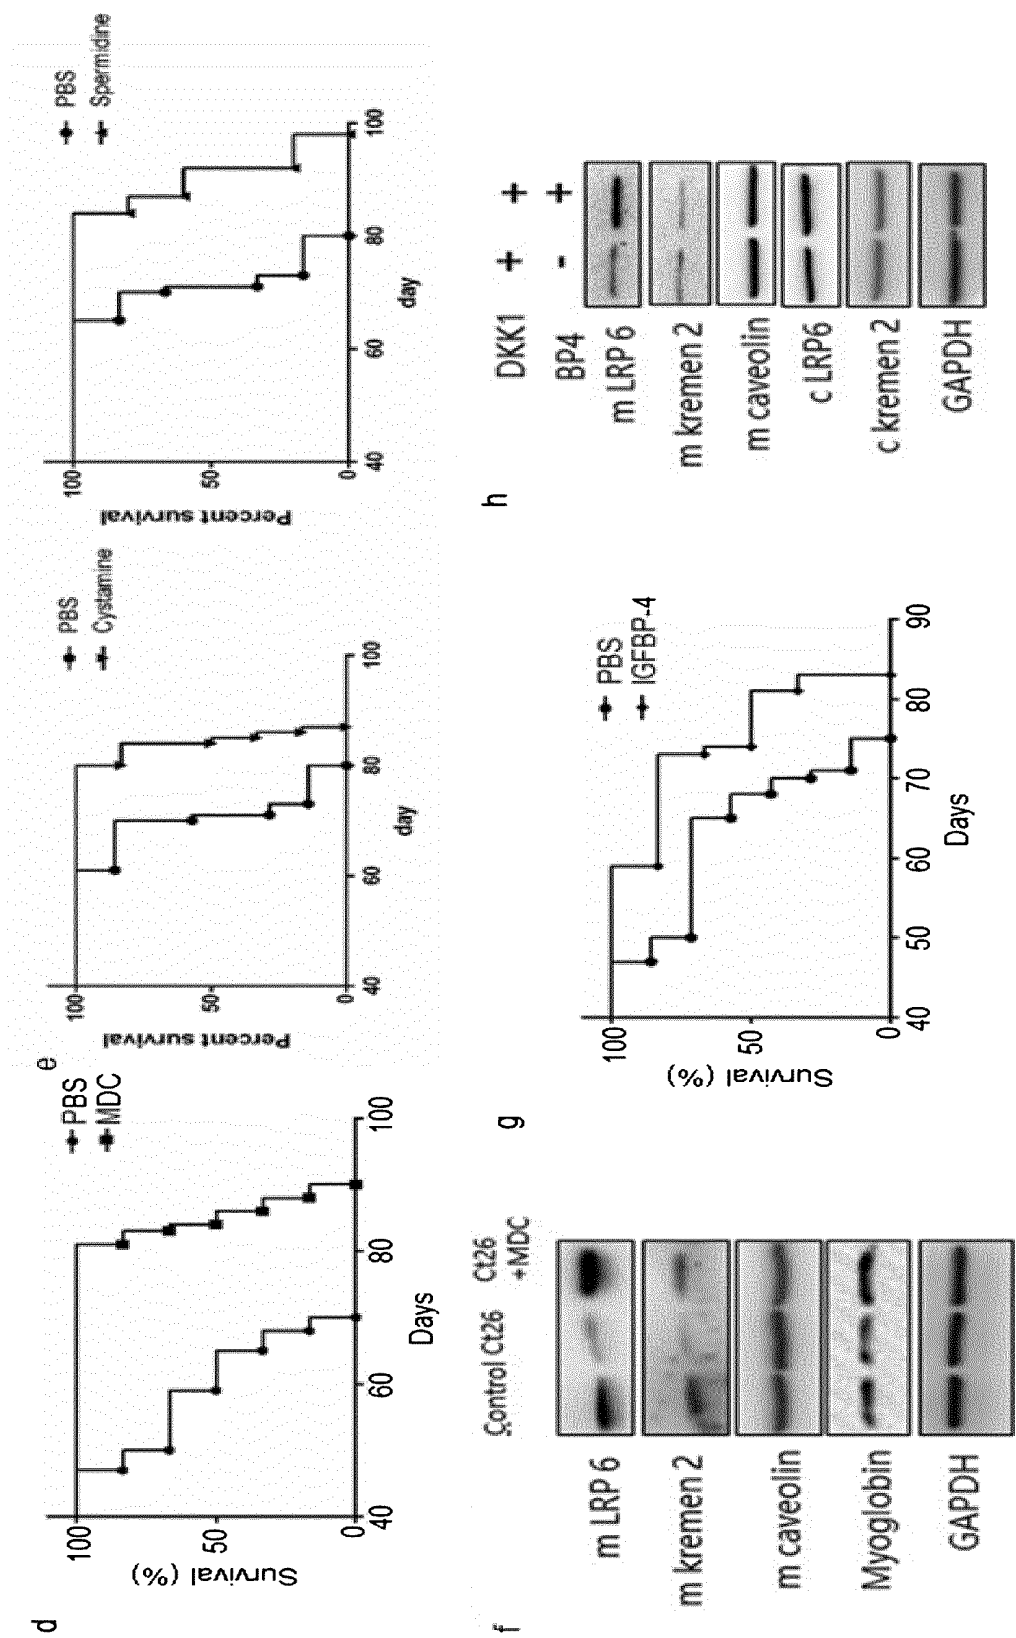 d
PBS
MDC
Survival (%)
100
50
0
40
60
80
100
Days
e
PBS
Cystamine
Percent survival
100
50
0
40
60
80
100
day
PBS
Spermidine
Percent survival
100
50
0
40
60
80
100
day
f
Control Ct26 Ct26
+MDC
m LRP 6
m kremen 2
m caveolin
Myoglobin
GAPDH
g
PBS
IGFBP-4
Survival (%)
100
50
0
40
50
60
70
80
90
Days
h
DKK1 + +
BP4 - +
m LRP 6
m kremen 2
m caveolin
c LRP6
c kremen 2
GAPDH